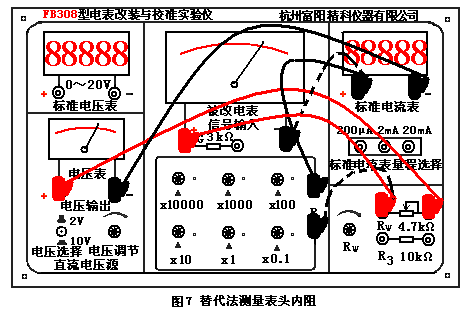 FB308型电表改装与校准实验仪
杭州富阳精科仪器有限公司
88888
+ -
0～20V
标准电压表
被改电表
信号输入
3kΩ
+ -
88888
+ -
标准电流表
200μA 2mA 20mA
标准电流表量程选择
电压表
+ -
电压输出
2V
10V
电压选择 电压调节
直流电压源
x10000 x1000 x100
x10 x1 x0.1
R
Rw
Rw 4.7kΩ
R3 10kΩ
图7 替代法测量表头内阻